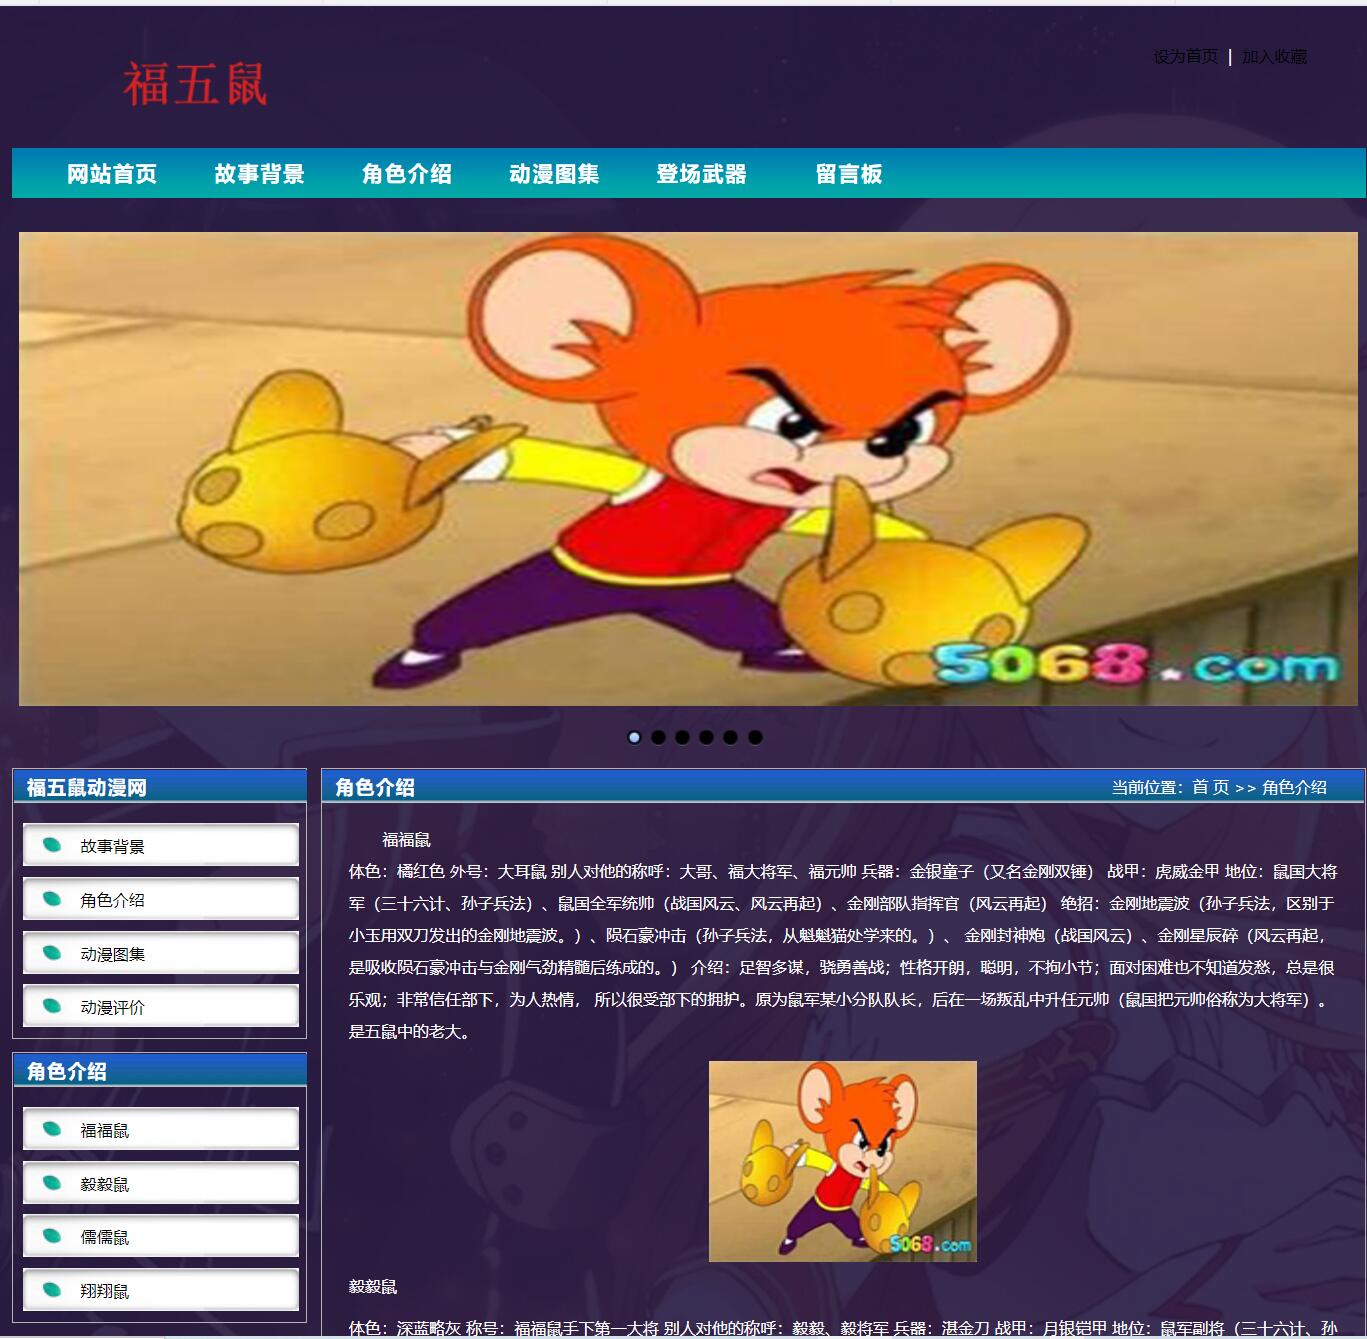 设为首页 | 加入收藏
福五鼠
网站首页 故事背景 角色介绍 动漫图集 登场武器 留言板
5068.com
福五鼠动漫网
故事背景
角色介绍
动漫图集
动漫评价
角色介绍
福福鼠
毅毅鼠
儒儒鼠
翔翔鼠
角色介绍
当前位置：首 页 >> 角色介绍
福福鼠
体色：橘红色 外号：大耳鼠 别人对他的称呼：大哥、福大将军、福元帅 兵器：金银童子（又名金刚双锤） 战甲：虎威金甲 地位：鼠国大将
军（三十六计、孙子兵法）、鼠国全军统帅（战国风云、风云再起）、金刚部队指挥官（风云再起） 绝招：金刚地震波（孙子兵法，区别于
小玉用双刀发出的金刚地震波。）、陨石豪冲击（孙子兵法，从魁魁猫处学来的。）、 金刚封神炮（战国风云）、金刚星辰碎（风云再起，
是吸收陨石豪冲击与金刚气劲精髓后练成的。） 介绍：足智多谋，骁勇善战；性格开朗，聪明，不拘小节；面对困难也不知道发愁，总是很
乐观；非常信任部下，为人热情， 所以很受部下的拥护。原为鼠军某小分队队长，后在一场叛乱中升任元帅（鼠国把元帅俗称为大将军）。
是五鼠中的老大。
5068.com
毅毅鼠
体色：深蓝略灰 称号：福福鼠手下第一大将 别人对他的称呼：毅毅、毅将军 兵器：湛金刀 战甲：月银铠甲 地位：鼠军副将（三十六计、孙